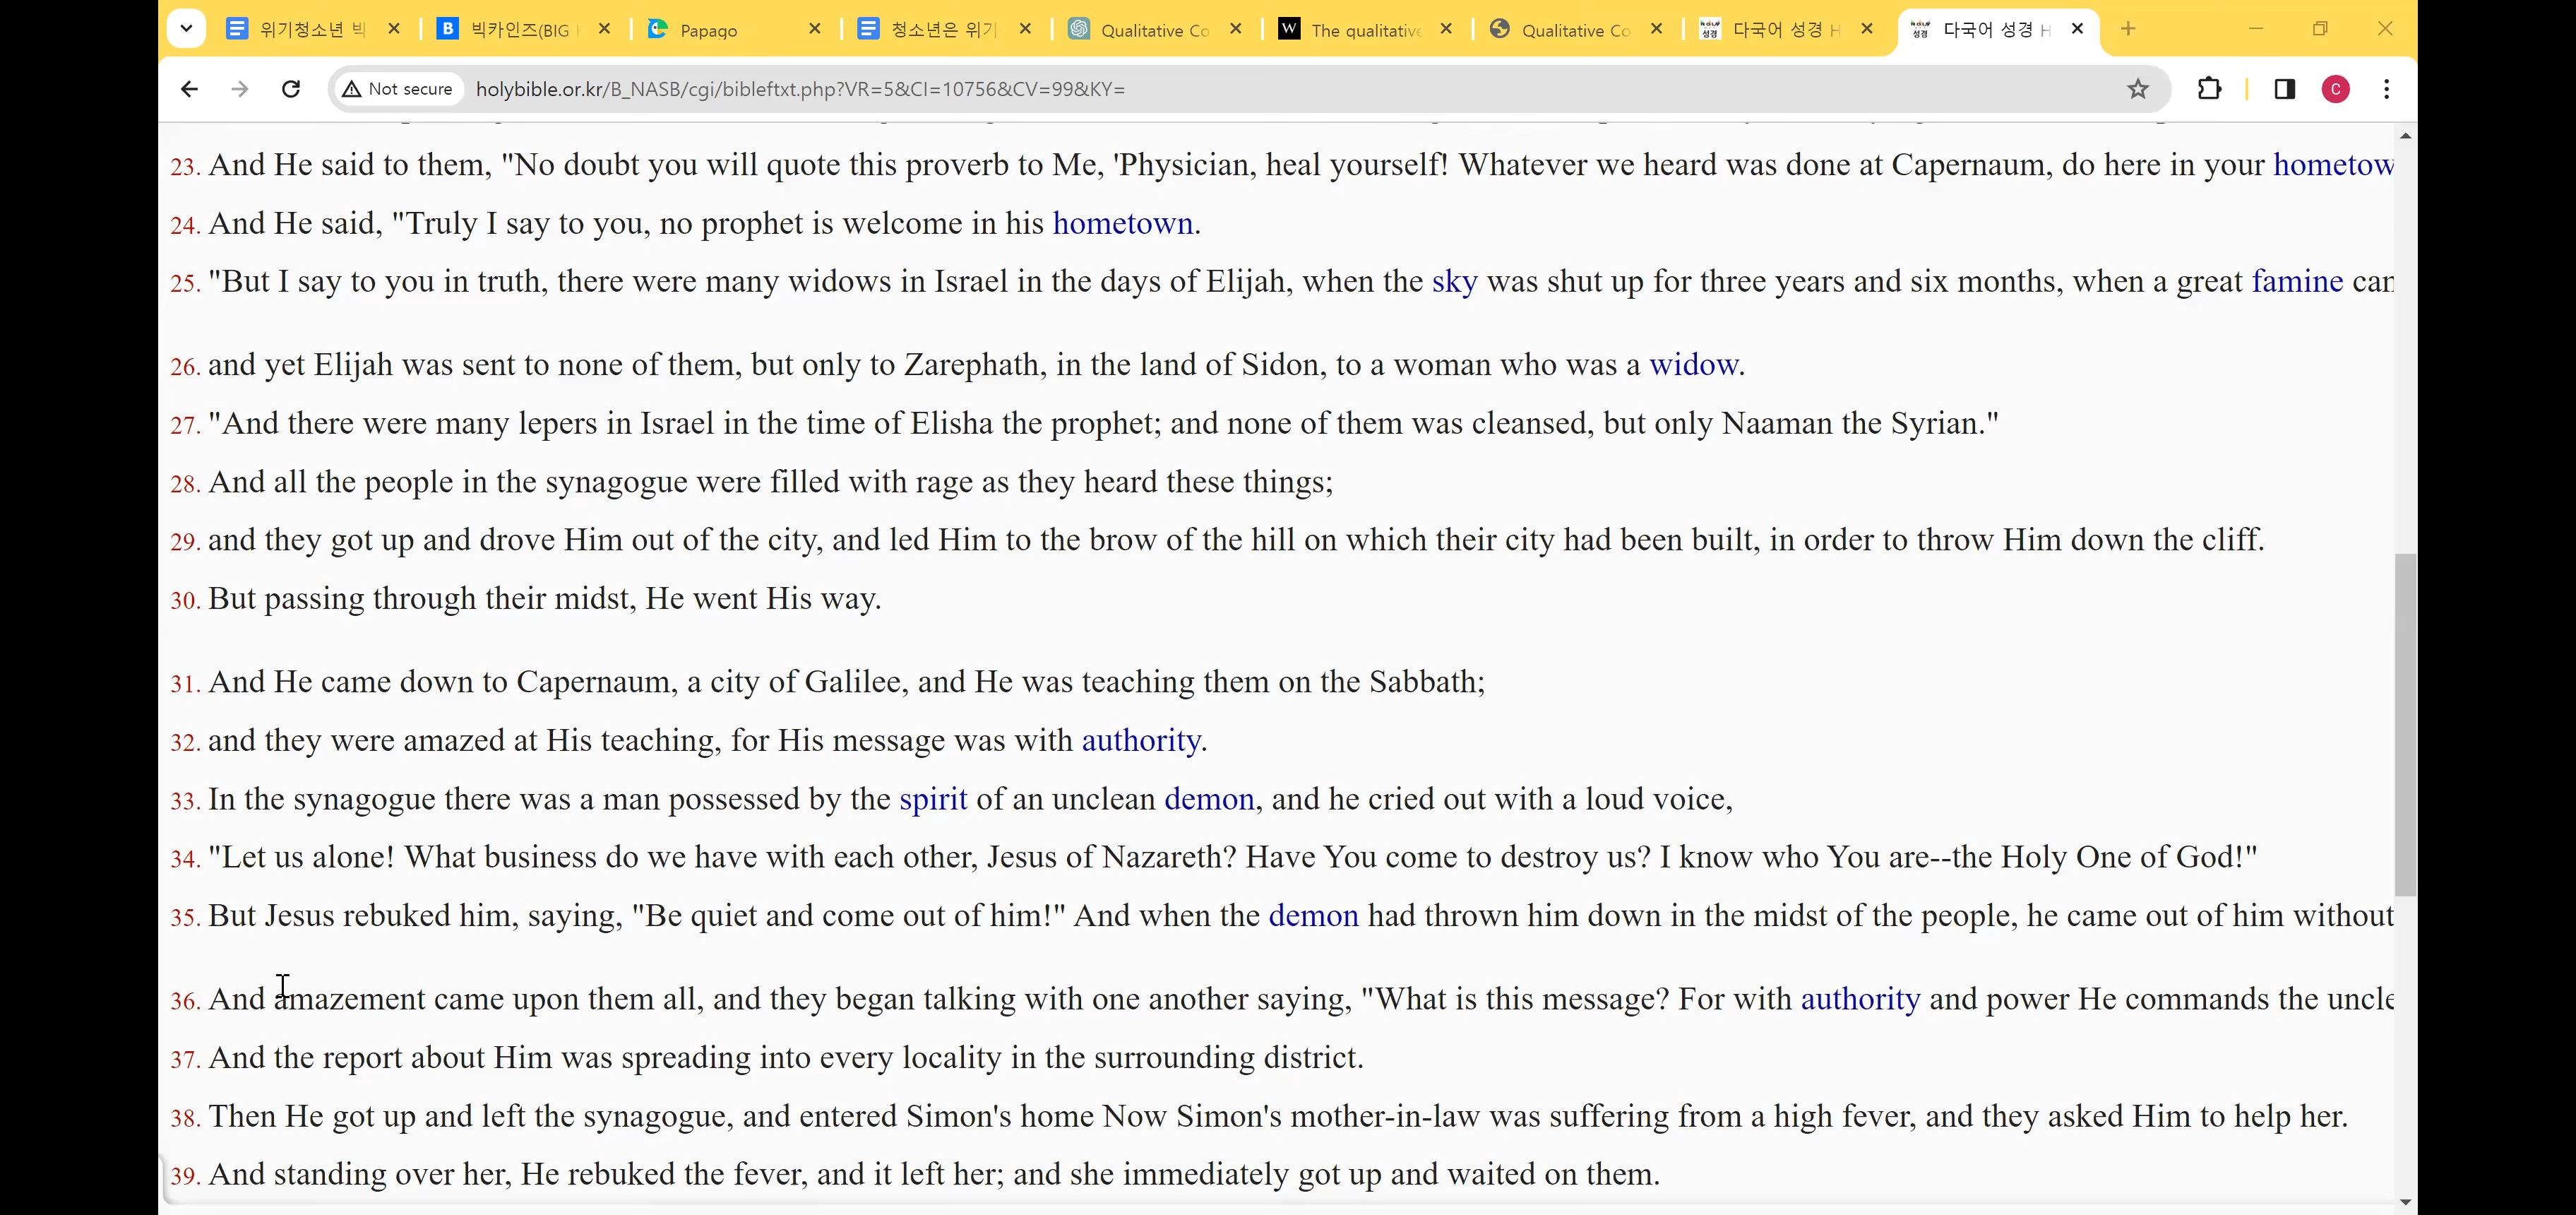 위기청소년 빅
빅카인즈(BIG
Papago
청소년은 위기
Qualitative Co
The qualitative
Qualitative Co
다국어 성경 H
다국어 성경 H
Not secure
holybible.or.kr/B_NASB/cgi/bibleftxt.php?VR=5&CI=10756&CV=99&KY=
C
23. And He said to them, "No doubt you will quote this proverb to Me, 'Physician, heal yourself! Whatever we heard was done at Capernaum, do here in your hometow
24. And He said, "Truly I say to you, no prophet is welcome in his hometown.
25. "But I say to you in truth, there were many widows in Israel in the days of Elijah, when the sky was shut up for three years and six months, when a great famine
26. and yet Elijah was sent to none of them, but only to Zarephath, in the land of Sidon, to a woman who was a widow.
27. "And there were many lepers in Israel in the time of Elisha the prophet; and none of them was cleansed, but only Naaman the Syrian."
28. And all the people in the synagogue were filled with rage as they heard these things;
29. and they got up and drove Him out of the city, and led Him to the brow of the hill on which their city had been built, in order to throw Him down the cliff.
30. But passing through their midst, He went His way.
31. And He came down to Capernaum, a city of Galilee, and He was teaching them on the Sabbath;
32. and they were amazed at His teaching, for His message was with authority.
33. In the synagogue there was a man possessed by the spirit of an unclean demon, and he cried out with a loud voice,
34. "Let us alone! What business do we have with each other, Jesus of Nazareth? Have You come to destroy us? I know who You are--the Holy One of God!"
35. But Jesus rebuked him, saying, "Be quiet and come out of him!" And when the demon had thrown him down in the midst of the people, he came out of him without
36. And amazement came upon them all, and they began talking with one another saying, "What is this message? For with authority and power He commands the uncle
37. And the report about Him was spreading into every locality in the surrounding district.
38. Then He got up and left the synagogue, and entered Simon's home Now Simon's mother-in-law was suffering from a high fever, and they asked Him to help her.
39. And standing over her, He rebuked the fever, and it left her; and she immediately got up and waited on them.